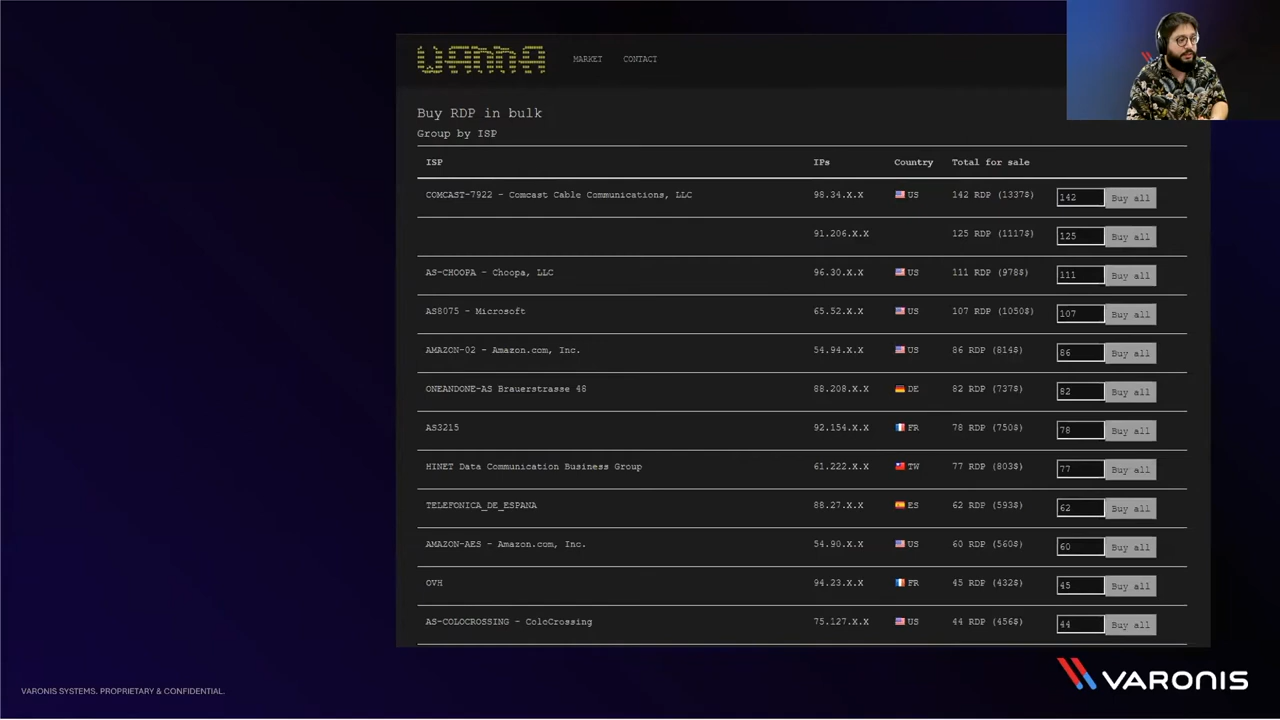 MARKET CONTACT
Buy RDP in bulk
Group by ISP
ISP IPs Country Total for sale
COMCAST-7922 - Comcast Cable Communications, LLC 98.34.X.X US 142 RDP (1337$) 142 Buy all
91.206.X.X 125 RDP (1117$) 125 Buy all
AS-CHOOPA - Choopa, LLC 96.30.X.X US 111 RDP (978$) 111 Buy all
AS8075 - Microsoft 65.52.X.X US 107 RDP (1050$) 107 Buy all
AMAZON-02 - Amazon.com, Inc. 54.94.X.X US 86 RDP (814$) 86 Buy all
ONEANDONE-AS Brauerstrasse 48 88.208.X.X DE 82 RDP (737$) 82 Buy all
AS3215 92.154.X.X FR 78 RDP (750$) 78 Buy all
HINET Data Communication Business Group 61.222.X.X TW 77 RDP (803$) 77 Buy all
TELEFONICA_DE_ESPANA 88.27.X.X ES 62 RDP (593$) 62 Buy all
AMAZON-AES - Amazon.com, Inc. 54.90.X.X US 60 RDP (560$) 60 Buy all
OVH 94.23.X.X FR 45 RDP (432$) 45 Buy all
AS-COLOCROSSING - ColoCrossing 75.127.X.X US 44 RDP (456$) 44 Buy all
VARONIS SYSTEMS. PROPRIETARY & CONFIDENTIAL.
VARONIS